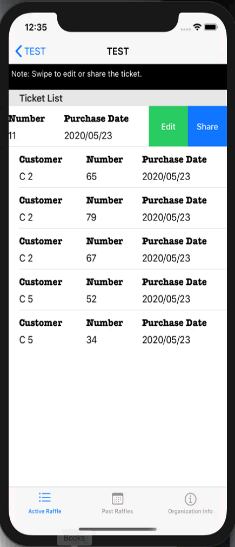 12:35
TEST TEST
Note: Swipe to edit or share the ticket.
Ticket List
Number Purchase Date
11 2020/05/23 Edit Share
Customer Number Purchase Date
C 2 65 2020/05/23
Customer Number Purchase Date
C 2 79 2020/05/23
Customer Number Purchase Date
C 2 67 2020/05/23
Customer Number Purchase Date
C 5 52 2020/05/23
Customer Number Purchase Date
C 5 34 2020/05/23
Active Raffle Past Raffles Organization Info
Books